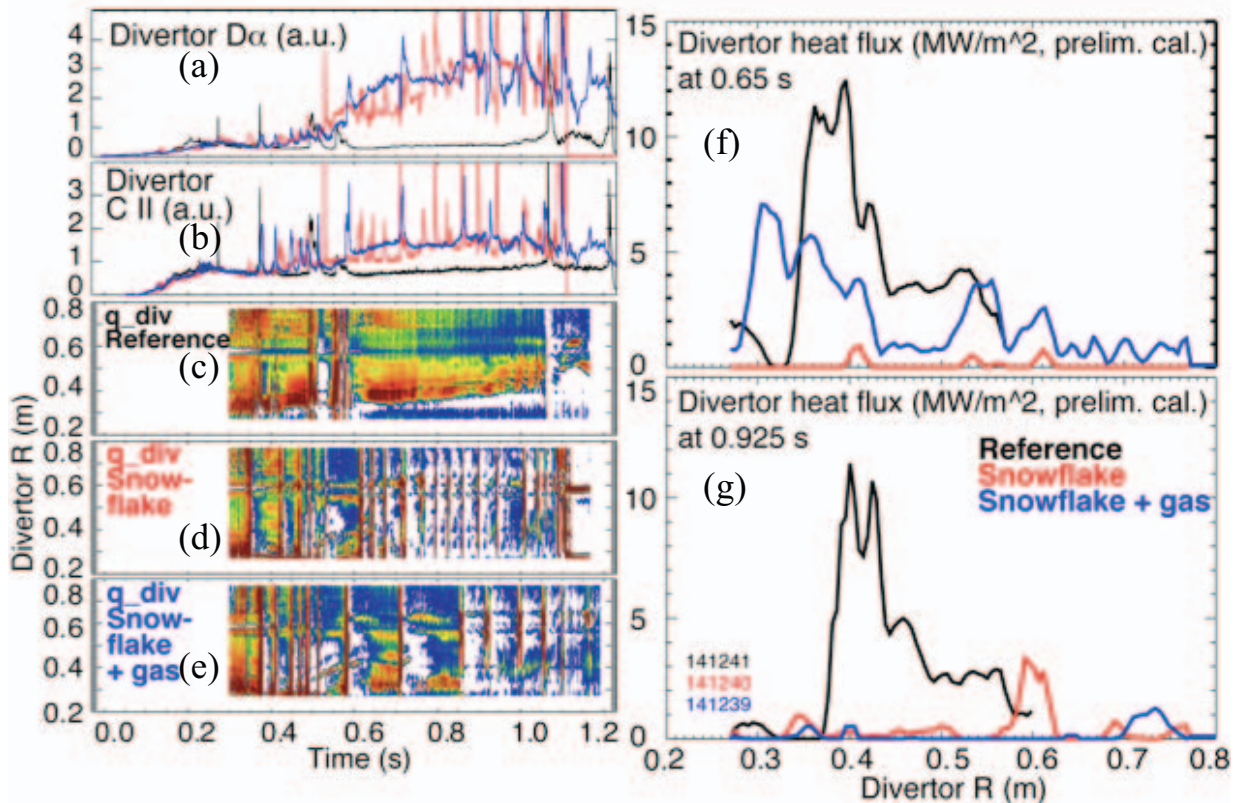 Divertor Dα (a.u.)
(a)
4
3
2
1
0
Divertor
C II (a.u.)
(b)
3
2
1
0
q_div
Reference
(c)
0.8
0.6
0.4
0.2
q_div
Snow-
flake
(d)
0.8
0.6
0.4
0.2
q_div
Snow-
flake
+ gas
(e)
0.8
0.6
0.4
0.2
Divertor R (m)
0.0 0.2 0.4 0.6 0.8 1.0 1.2
Time (s)
Divertor heat flux (MW/m^2, prelim. cal.)
at 0.65 s
(f)
15
10
5
0
Divertor heat flux (MW/m^2, prelim. cal.)
at 0.925 s
Reference
Snowflake
Snowflake + gas
(g)
15
10
5
0
141241
141240
141239
0.3 0.4 0.5 0.6 0.7 0.8
Divertor R (m)